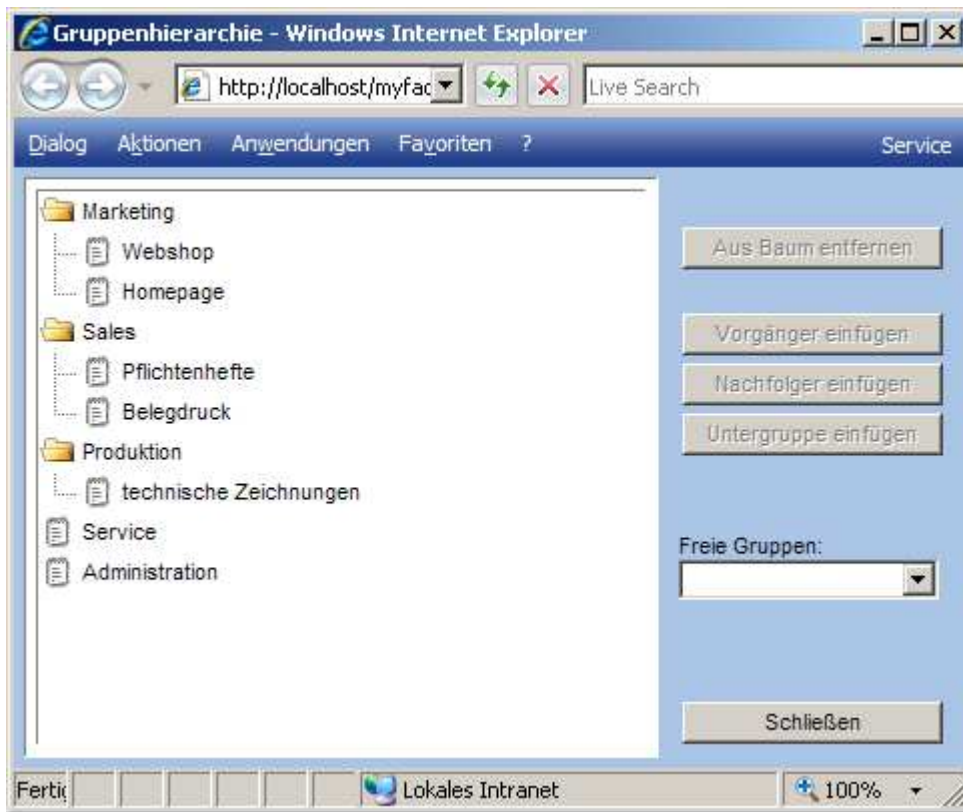 Gruppenhierarchie - Windows Internet Explorer
http://localhost/myfac
Live Search
Dialog Aktionen Anwendungen Favoriten ? Service
Marketing
Webshop
Homepage
Sales
Pflichtenhefte
Belegdruck
Produktion
technische Zeichnungen
Service
Administration
Aus Baum entfernen
Vorgänger einfügen
Nachfolger einfügen
Untergruppe einfügen
Freie Gruppen:
Schließen
Fertig
Lokales Intranet
100%